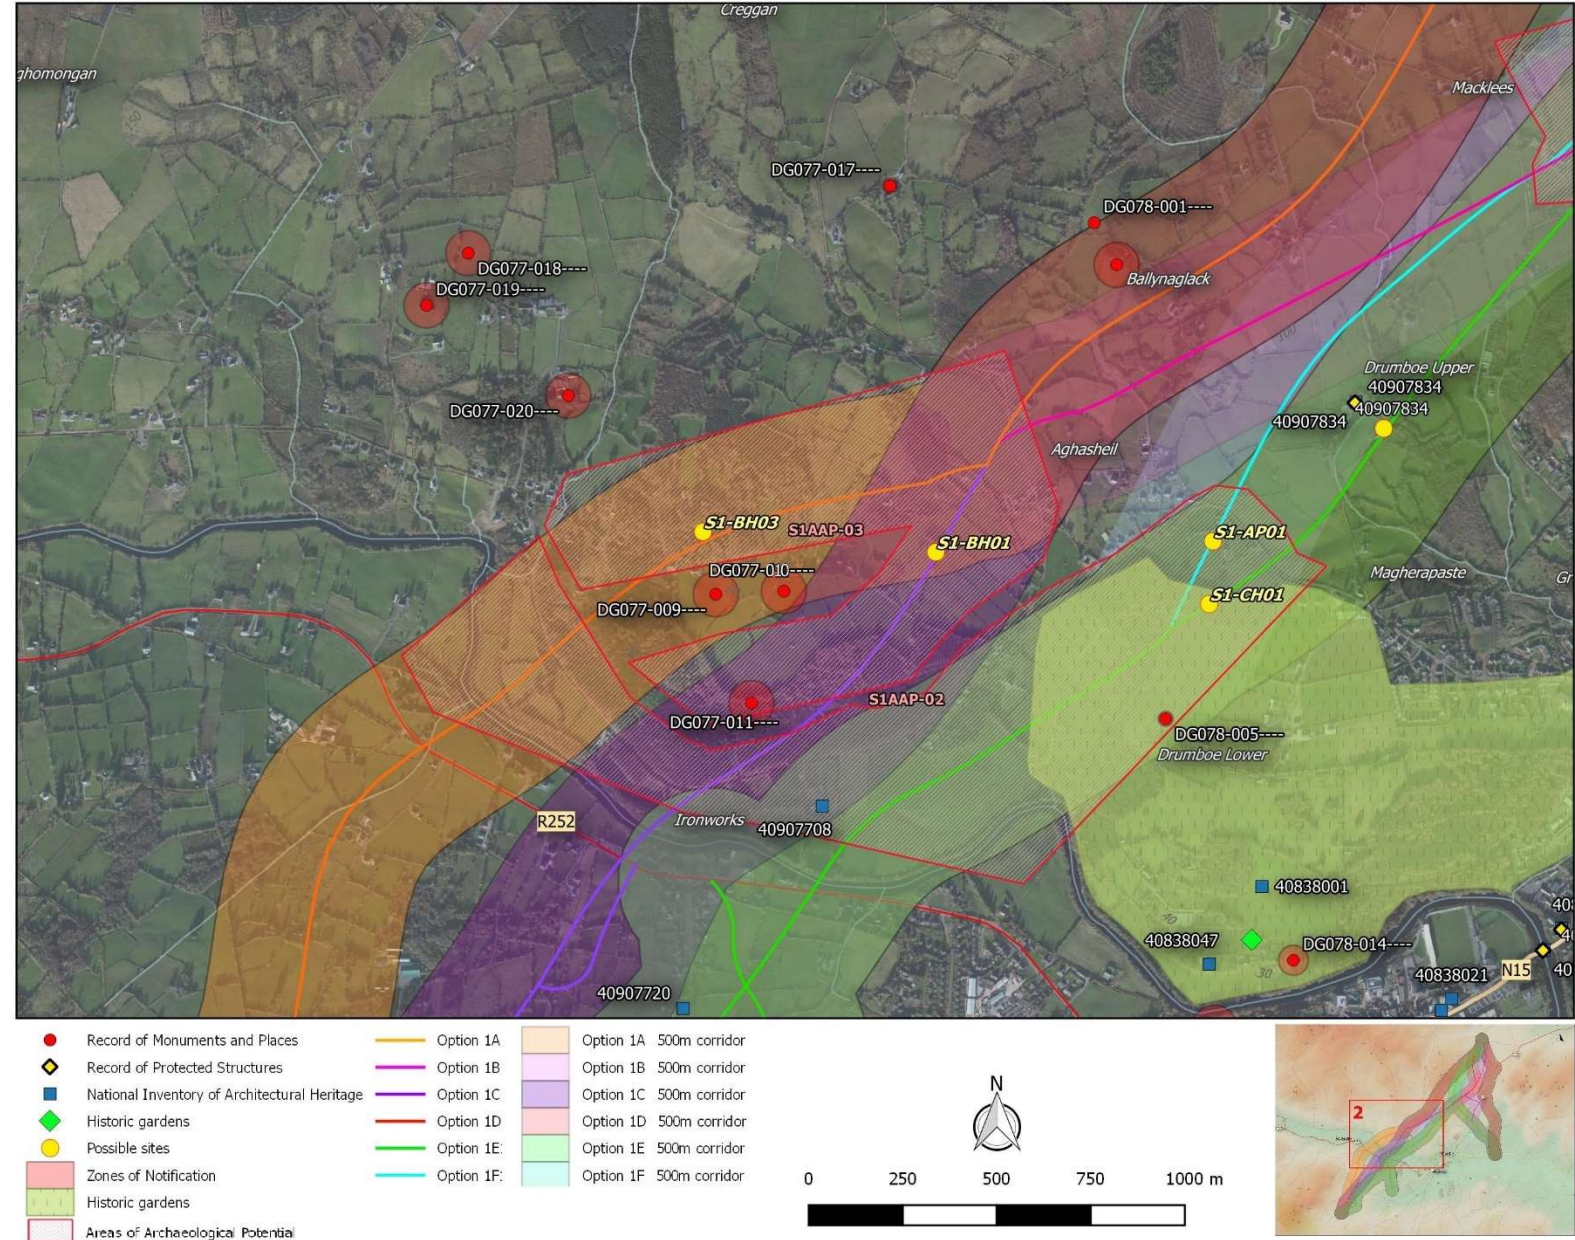 Creggan
ghomongan
Macklees
DG077-017----
DG078-001----
DG077-018----
DG077-019----
Ballynaglack
DG077-020----
Drumboe Upper
40907834
40907834
40907834
Aghasheil
S1-BH03
S1AAP-03
S1-BH01
S1-AP01
DG077-010----
Magherapaste
Gr
DG077-009----
S1-CH01
S1AAP-02
DG077-011----
DG078-005----
Drumboe Lower
R252
Ironworks
40907708
40838001
40
40838047
DG078-014----
30
40838021
N15
40
40907720
Record of Monuments and Places
Record of Protected Structures
National Inventory of Architectural Heritage
Historic gardens
Possible sites
Zones of Notification
Historic gardens
Areas of Archaeological Potential
Option 1A
Option 1B
Option 1C
Option 1D
Option 1E:
Option 1F:
Option 1A 500m corridor
Option 1B 500m corridor
Option 1C 500m corridor
Option 1D 500m corridor
Option 1E 500m corridor
Option 1F 500m corridor
N
0 250 500 750 1000 m
2